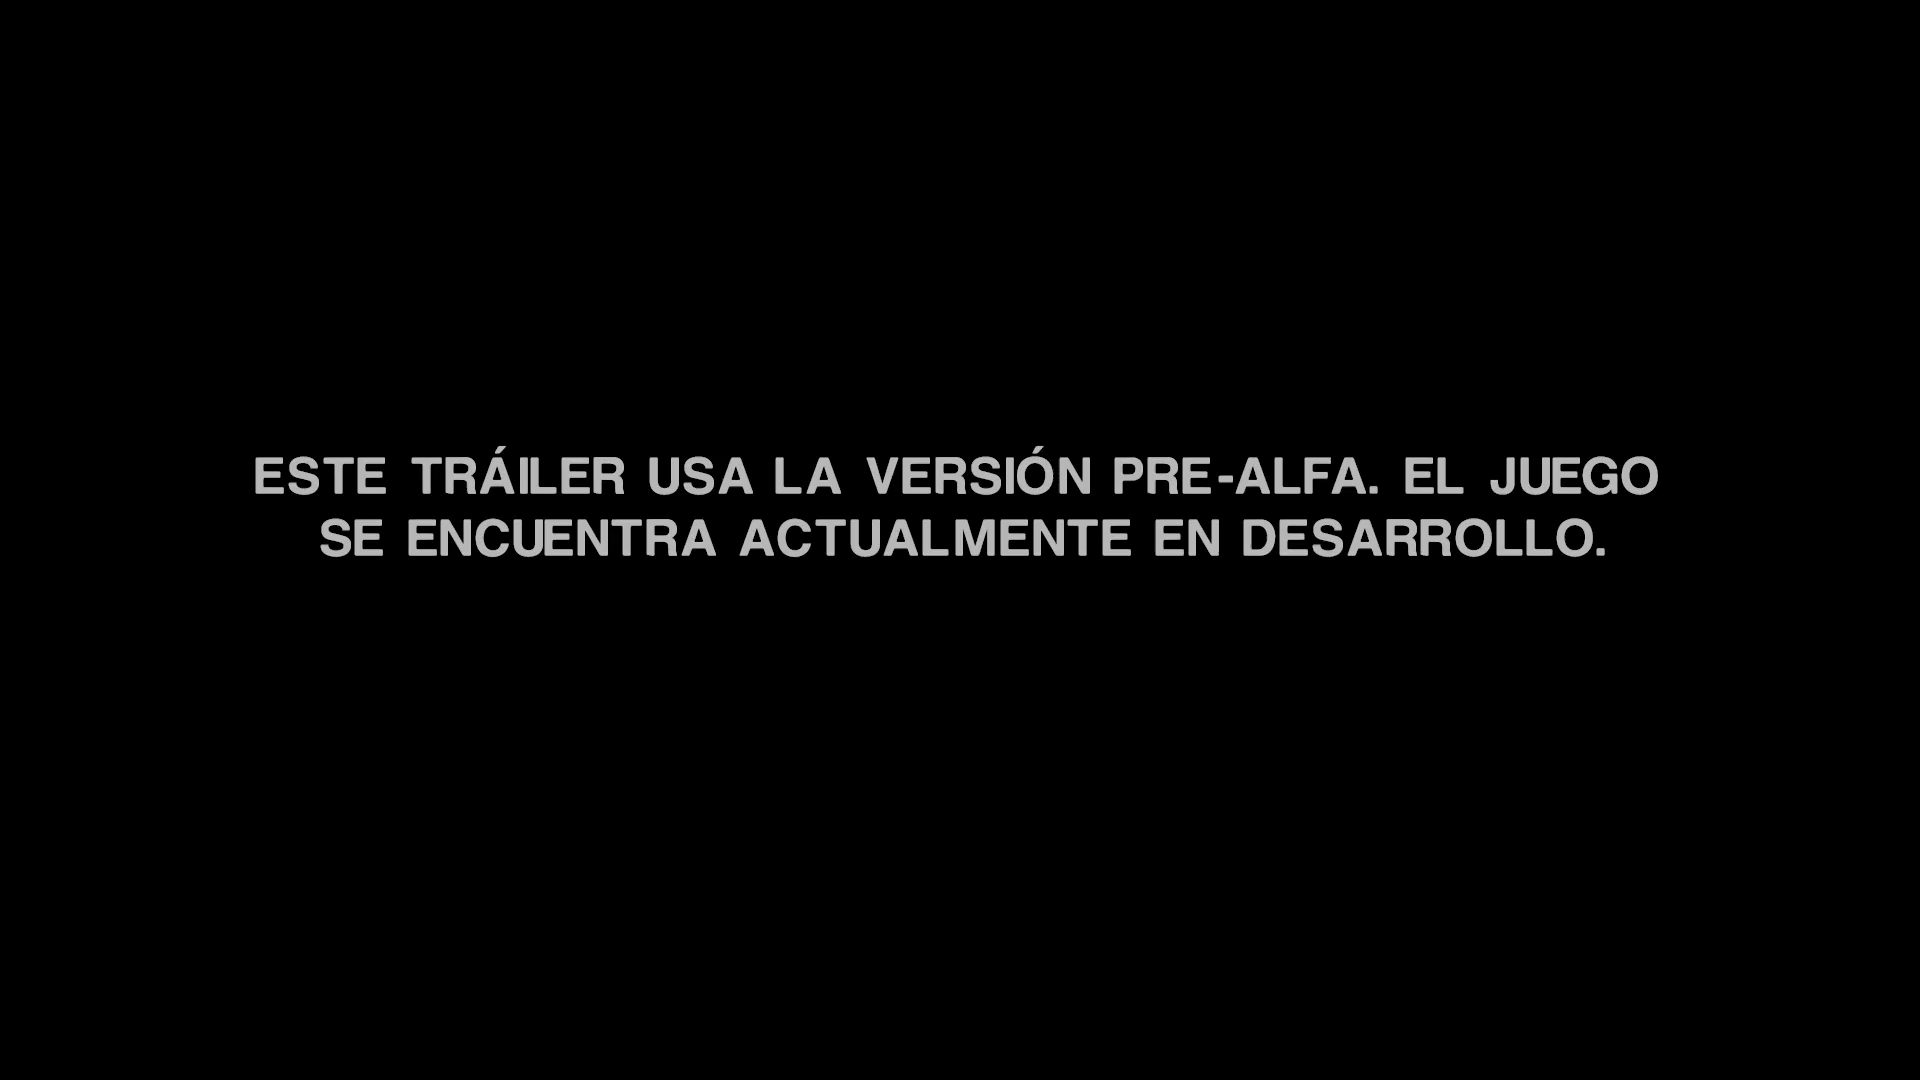 ESTE TRÁILER USA LA VERSIÓN PRE-ALFA. EL JUEGO
SE ENCUENTRA ACTUALMENTE EN DESARROLLO.